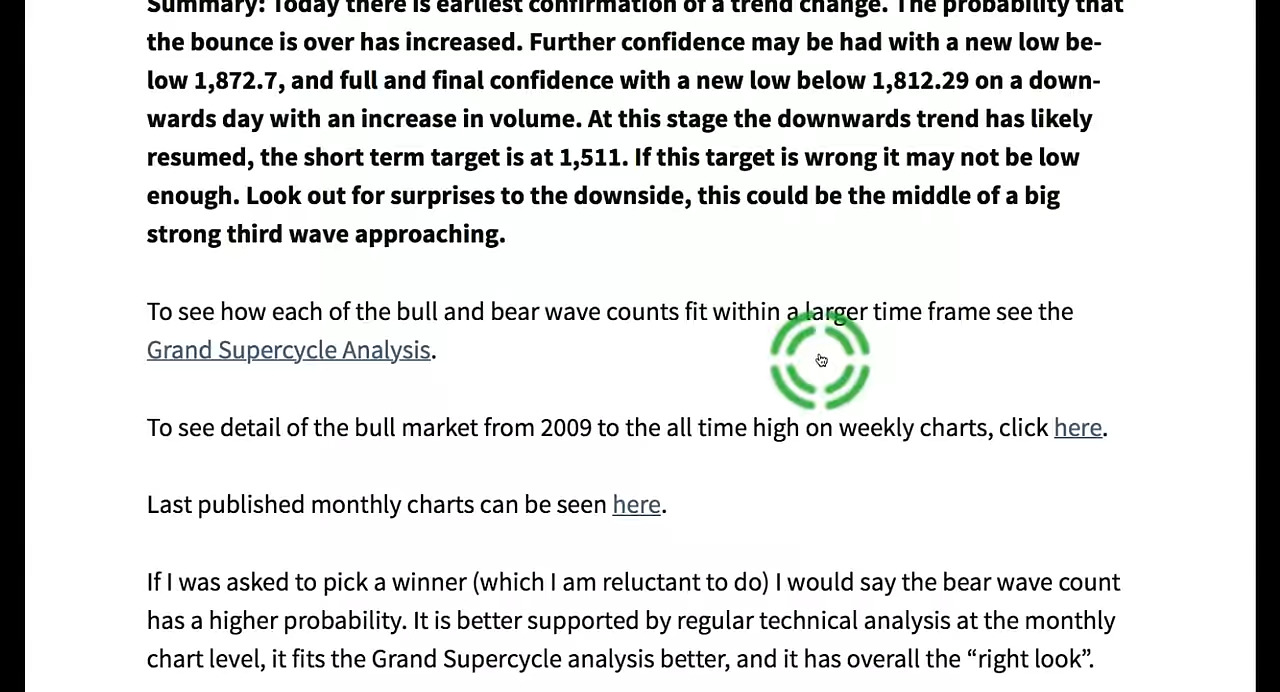 Summary: Today there is earliest confirmation of a trend change. The probability that
the bounce is over has increased. Further confidence may be had with a new low be-
low 1,872.7, and full and final confidence with a new low below 1,812.29 on a down-
wards day with an increase in volume. At this stage the downwards trend has likely
resumed, the short term target is at 1,511. If this target is wrong it may not be low
enough. Look out for surprises to the downside, this could be the middle of a big
strong third wave approaching.
To see how each of the bull and bear wave counts fit within a larger time frame see the
Grand Supercycle Analysis.
To see detail of the bull market from 2009 to the all time high on weekly charts, click here.
Last published monthly charts can be seen here.
If I was asked to pick a winner (which I am reluctant to do) I would say the bear wave count
has a higher probability. It is better supported by regular technical analysis at the monthly
chart level, it fits the Grand Supercycle analysis better, and it has overall the “right look”.